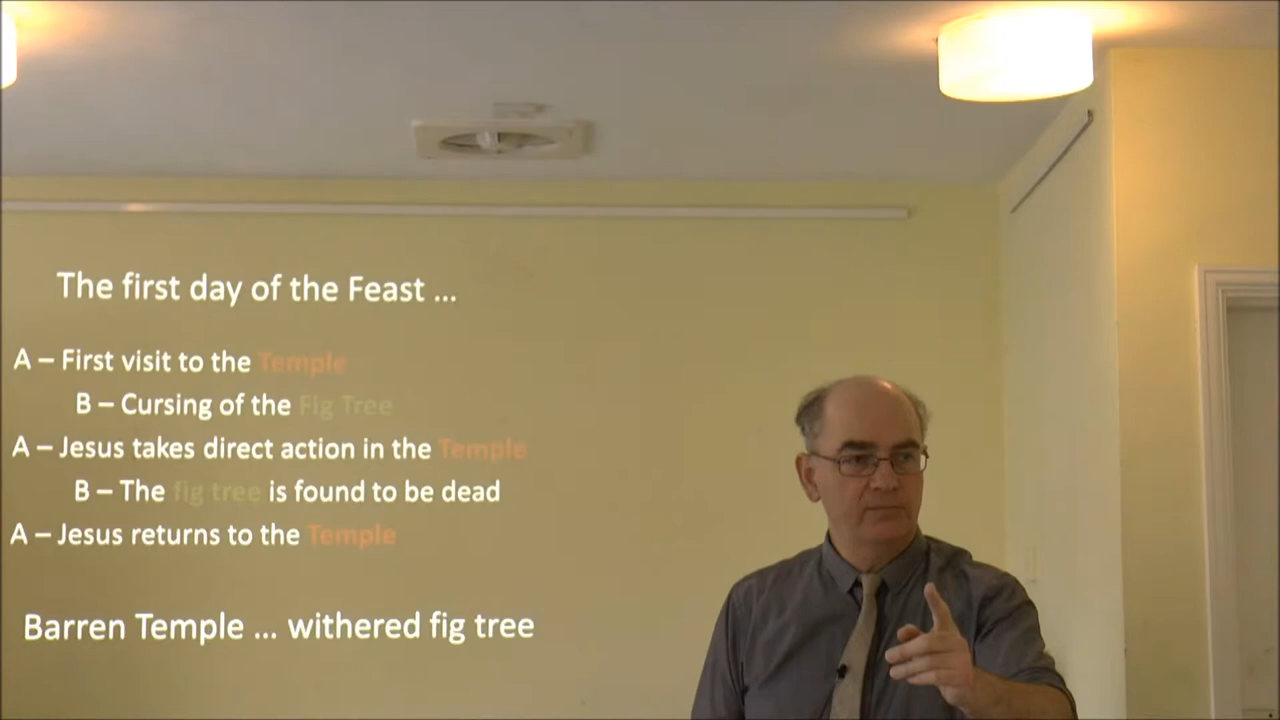 The first day of the Feast ...
A – First visit to the Temple
B – Cursing of the Fig Tree
A – Jesus takes direct action in the Temple
B – The fig tree is found to be dead
A – Jesus returns to the Temple
Barren Temple ... withered fig tree